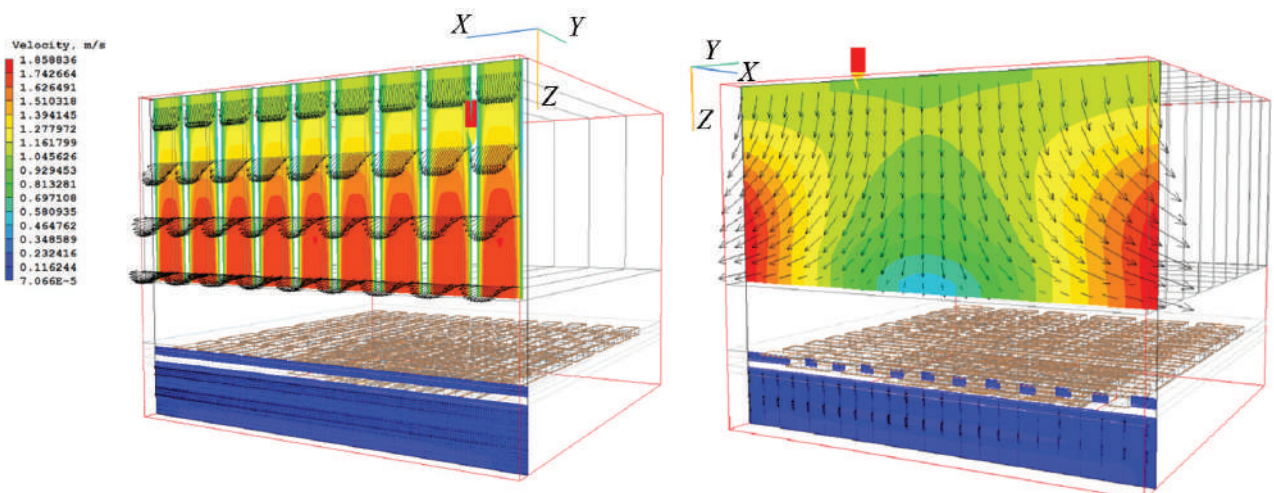 Velocity, m/s
1.858836
1.742664
1.626491
1.510318
1.394145
1.277972
1.161799
1.045626
0.929453
0.813281
0.697108
0.580935
0.464762
0.348589
0.232416
0.116244
7.066E-5
X
Y
Z
Y
X
Z